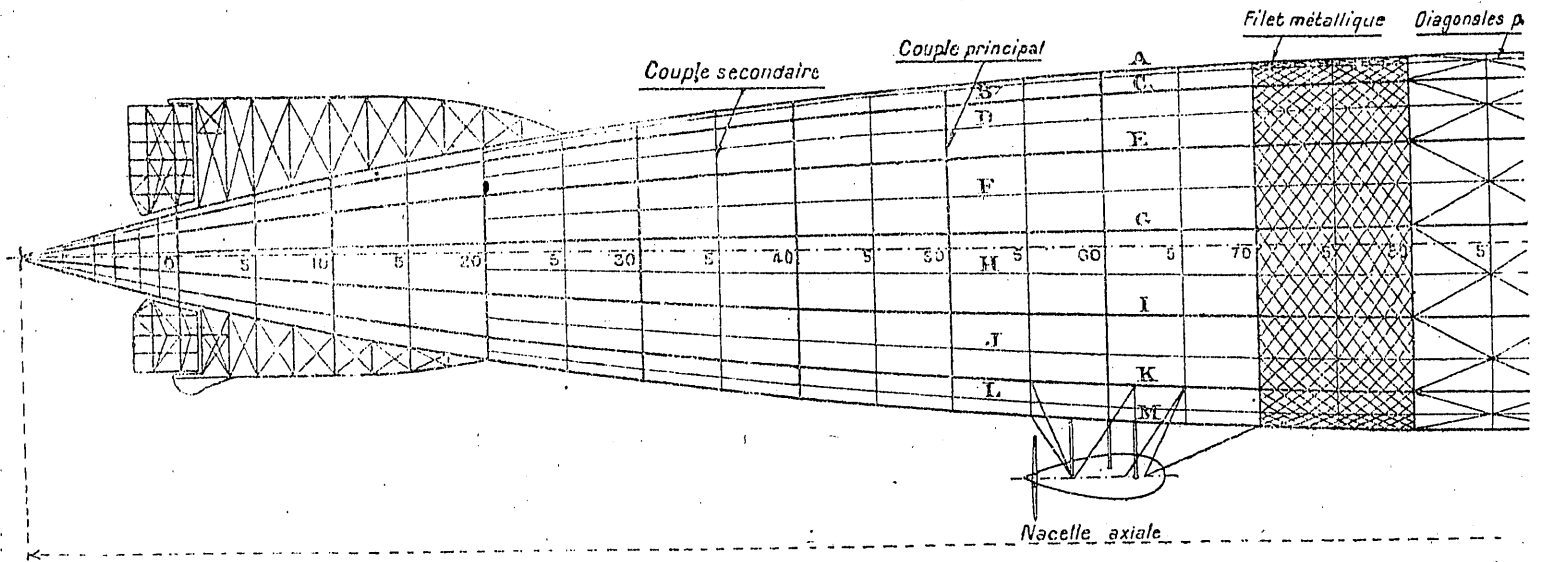 Filet métallique
Diagonales p.
Couple principal
Couple secondaire
A
C
B
D
E
F
G
0 5 10 5 20 5 30 5 40 5 50 5 60 5 70 5 80 5
H
I
J
K
L
M
Nacelle axiale